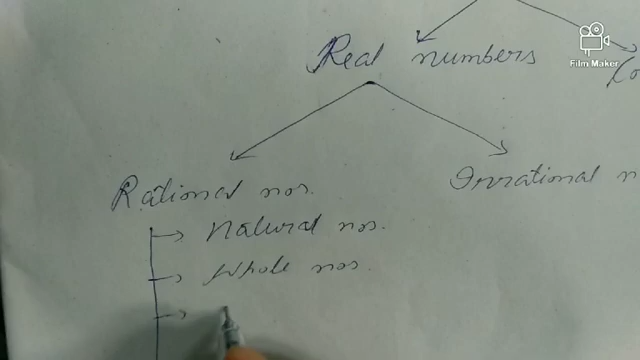 Real numbers
Film Maker
Rational nos.
Irrational
Natural nos.
Whole nos.